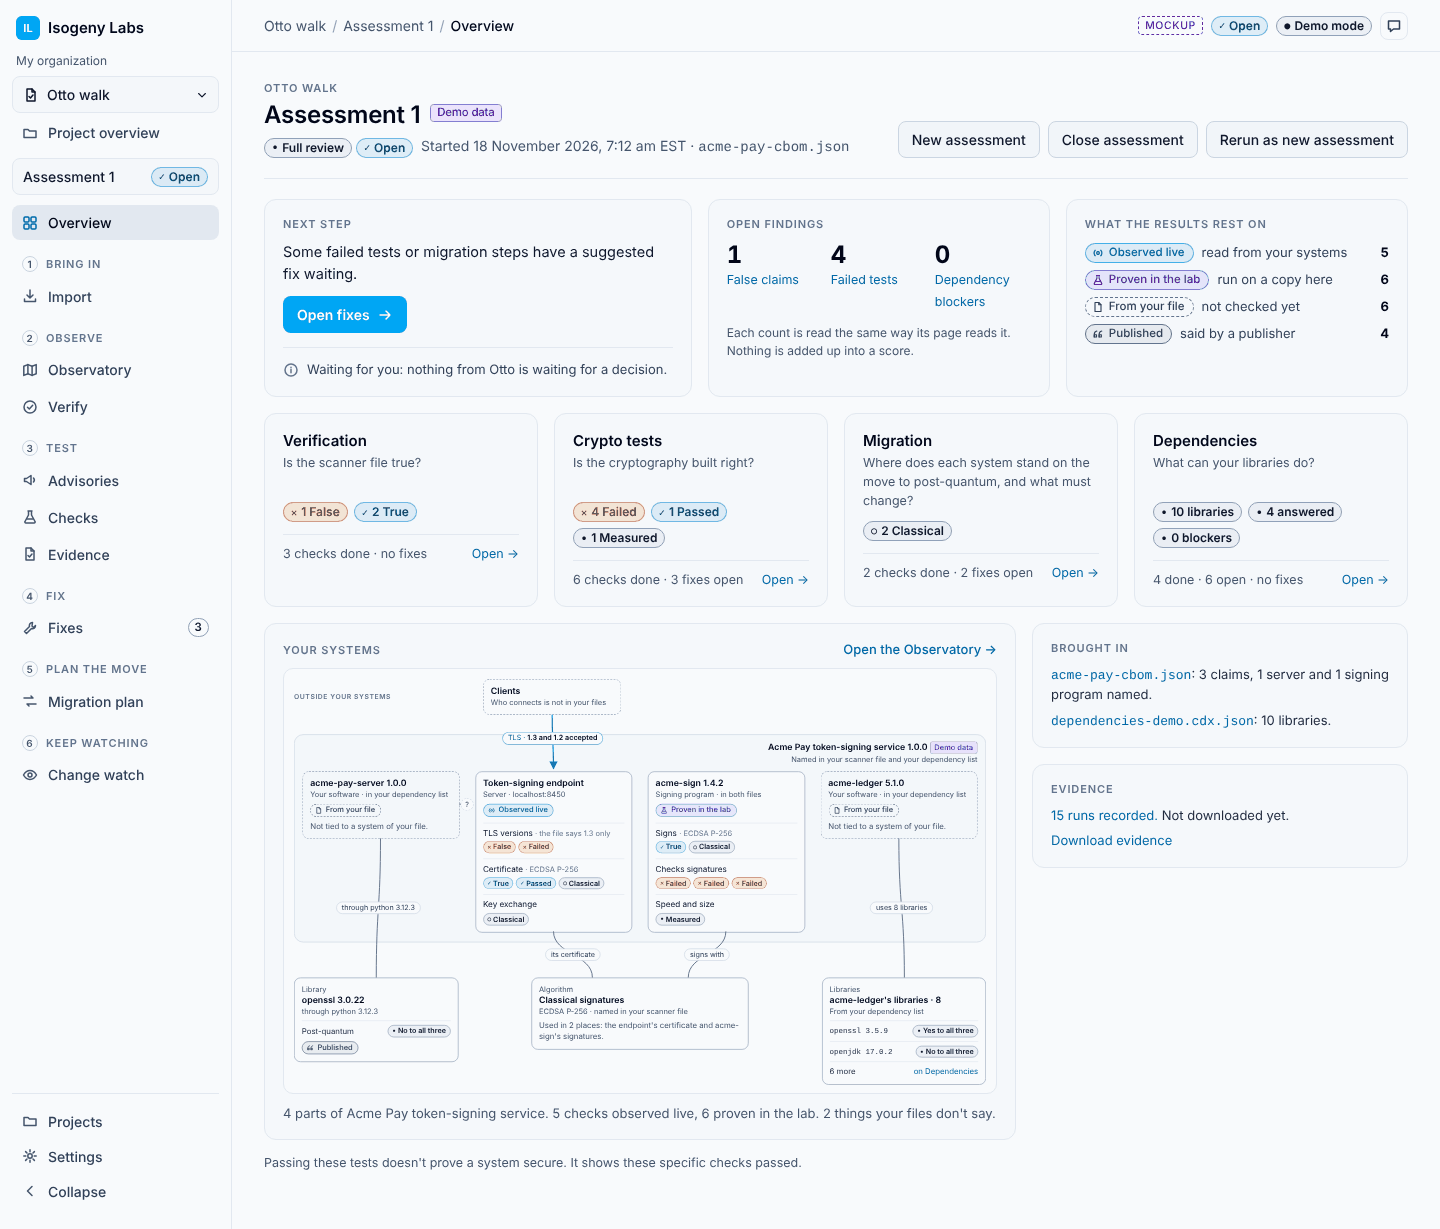 IL Isogeny Labs
My organization
Otto walk
Project overview
Assessment 1 ✓ Open
Overview
1 BRING IN
Import
2 OBSERVE
Observatory
Verify
3 TEST
Advisories
Checks
Evidence
4 FIX
Fixes 3
5 PLAN THE MOVE
Migration plan
6 KEEP WATCHING
Change watch
Projects
Settings
Collapse
Otto walk / Assessment 1 / Overview
MOCKUP ✓ Open • Demo mode
OTTO WALK
Assessment 1 Demo data
• Full review ✓ Open Started 18 November 2026, 7:12 am EST · acme-pay-cbom.json
New assessment Close assessment Rerun as new assessment
NEXT STEP
Some failed tests or migration steps have a suggested
fix waiting.
Open fixes →
Waiting for you: nothing from Otto is waiting for a decision.
OPEN FINDINGS
1 4 0
False claims Failed tests Dependency
blockers
Each count is read the same way its page reads it.
Nothing is added up into a score.
WHAT THE RESULTS REST ON
Observed live read from your systems 5
Proven in the lab run on a copy here 6
From your file not checked yet 6
Published said by a publisher 4
Verification
Is the scanner file true?
× 1 False ✓ 2 True
3 checks done · no fixes Open →
Crypto tests
Is the cryptography built right?
× 4 Failed ✓ 1 Passed
• 1 Measured
6 checks done · 3 fixes open Open →
Migration
Where does each system stand on the
move to post-quantum, and what must
change?
○ 2 Classical
2 checks done · 2 fixes open Open →
Dependencies
What can your libraries do?
• 10 libraries • 4 answered
• 0 blockers
4 done · 6 open · no fixes Open →
YOUR SYSTEMS Open the Observatory →
OUTSIDE YOUR SYSTEMS
Clients
Who connects is not in your files
TLS · 1.3 and 1.2 accepted
Acme Pay token-signing service 1.0.0 Demo data
Named in your scanner file and your dependency list
acme-pay-server 1.0.0
Your software · in your dependency list
From your file
Not tied to a system of your file.
?
Token-signing endpoint
Server · localhost:8450
Observed live
TLS versions · the file says 1.3 only
× False × Failed
Certificate · ECDSA P-256
✓ True ✓ Passed ○ Classical
Key exchange
○ Classical
acme-sign 1.4.2
Signing program · in both files
Proven in the lab
Signs · ECDSA P-256
✓ True ○ Classical
Checks signatures
× Failed × Failed × Failed
Speed and size
• Measured
acme-ledger 5.1.0
Your software · in your dependency list
From your file
Not tied to a system of your file.
through python 3.12.3
uses 8 libraries
its certificate
signs with
Library
openssl 3.0.22
through python 3.12.3
Post-quantum • No to all three
Published
Algorithm
Classical signatures
ECDSA P-256 · named in your scanner file
Used in 2 places: the endpoint's certificate and acme-
sign's signatures.
Libraries
acme-ledger's libraries · 8
From your dependency list
openssl 3.5.9 • Yes to all three
openjdk 17.0.2 • No to all three
6 more on Dependencies
4 parts of Acme Pay token-signing service. 5 checks observed live, 6 proven in the lab. 2 things your files don't say.
BROUGHT IN
acme-pay-cbom.json: 3 claims, 1 server and 1 signing
program named.
dependencies-demo.cdx.json: 10 libraries.
EVIDENCE
15 runs recorded. Not downloaded yet.
Download evidence
Passing these tests doesn't prove a system secure. It shows these specific checks passed.